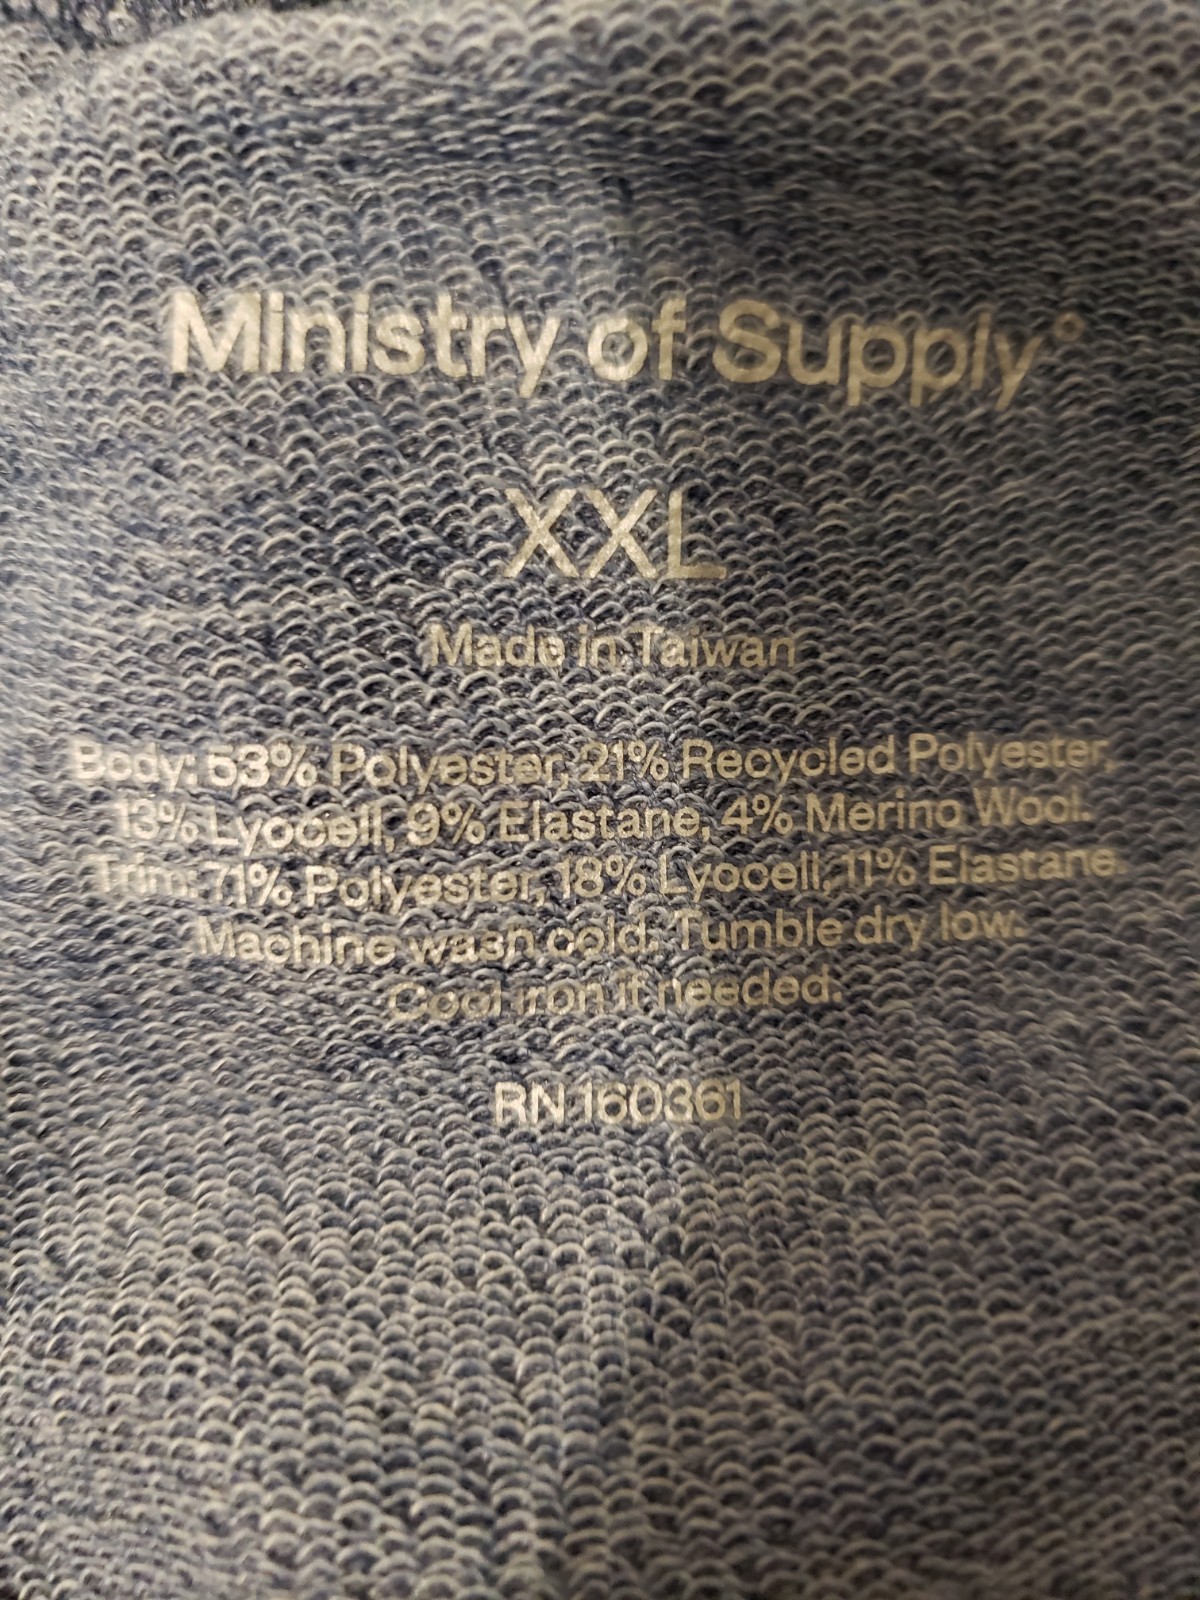 Ministry of Supply°
XXL
Made in Taiwan
Body: 53% Polyester, 21% Recycled Polyester,
13% Lyocell, 9% Elastane, 4% Merino Wool.
Trim: 71% Polyester, 18% Lyocell, 11% Elastane.
Machine wash cold. Tumble dry low.
Cool iron if needed.
RN 160361